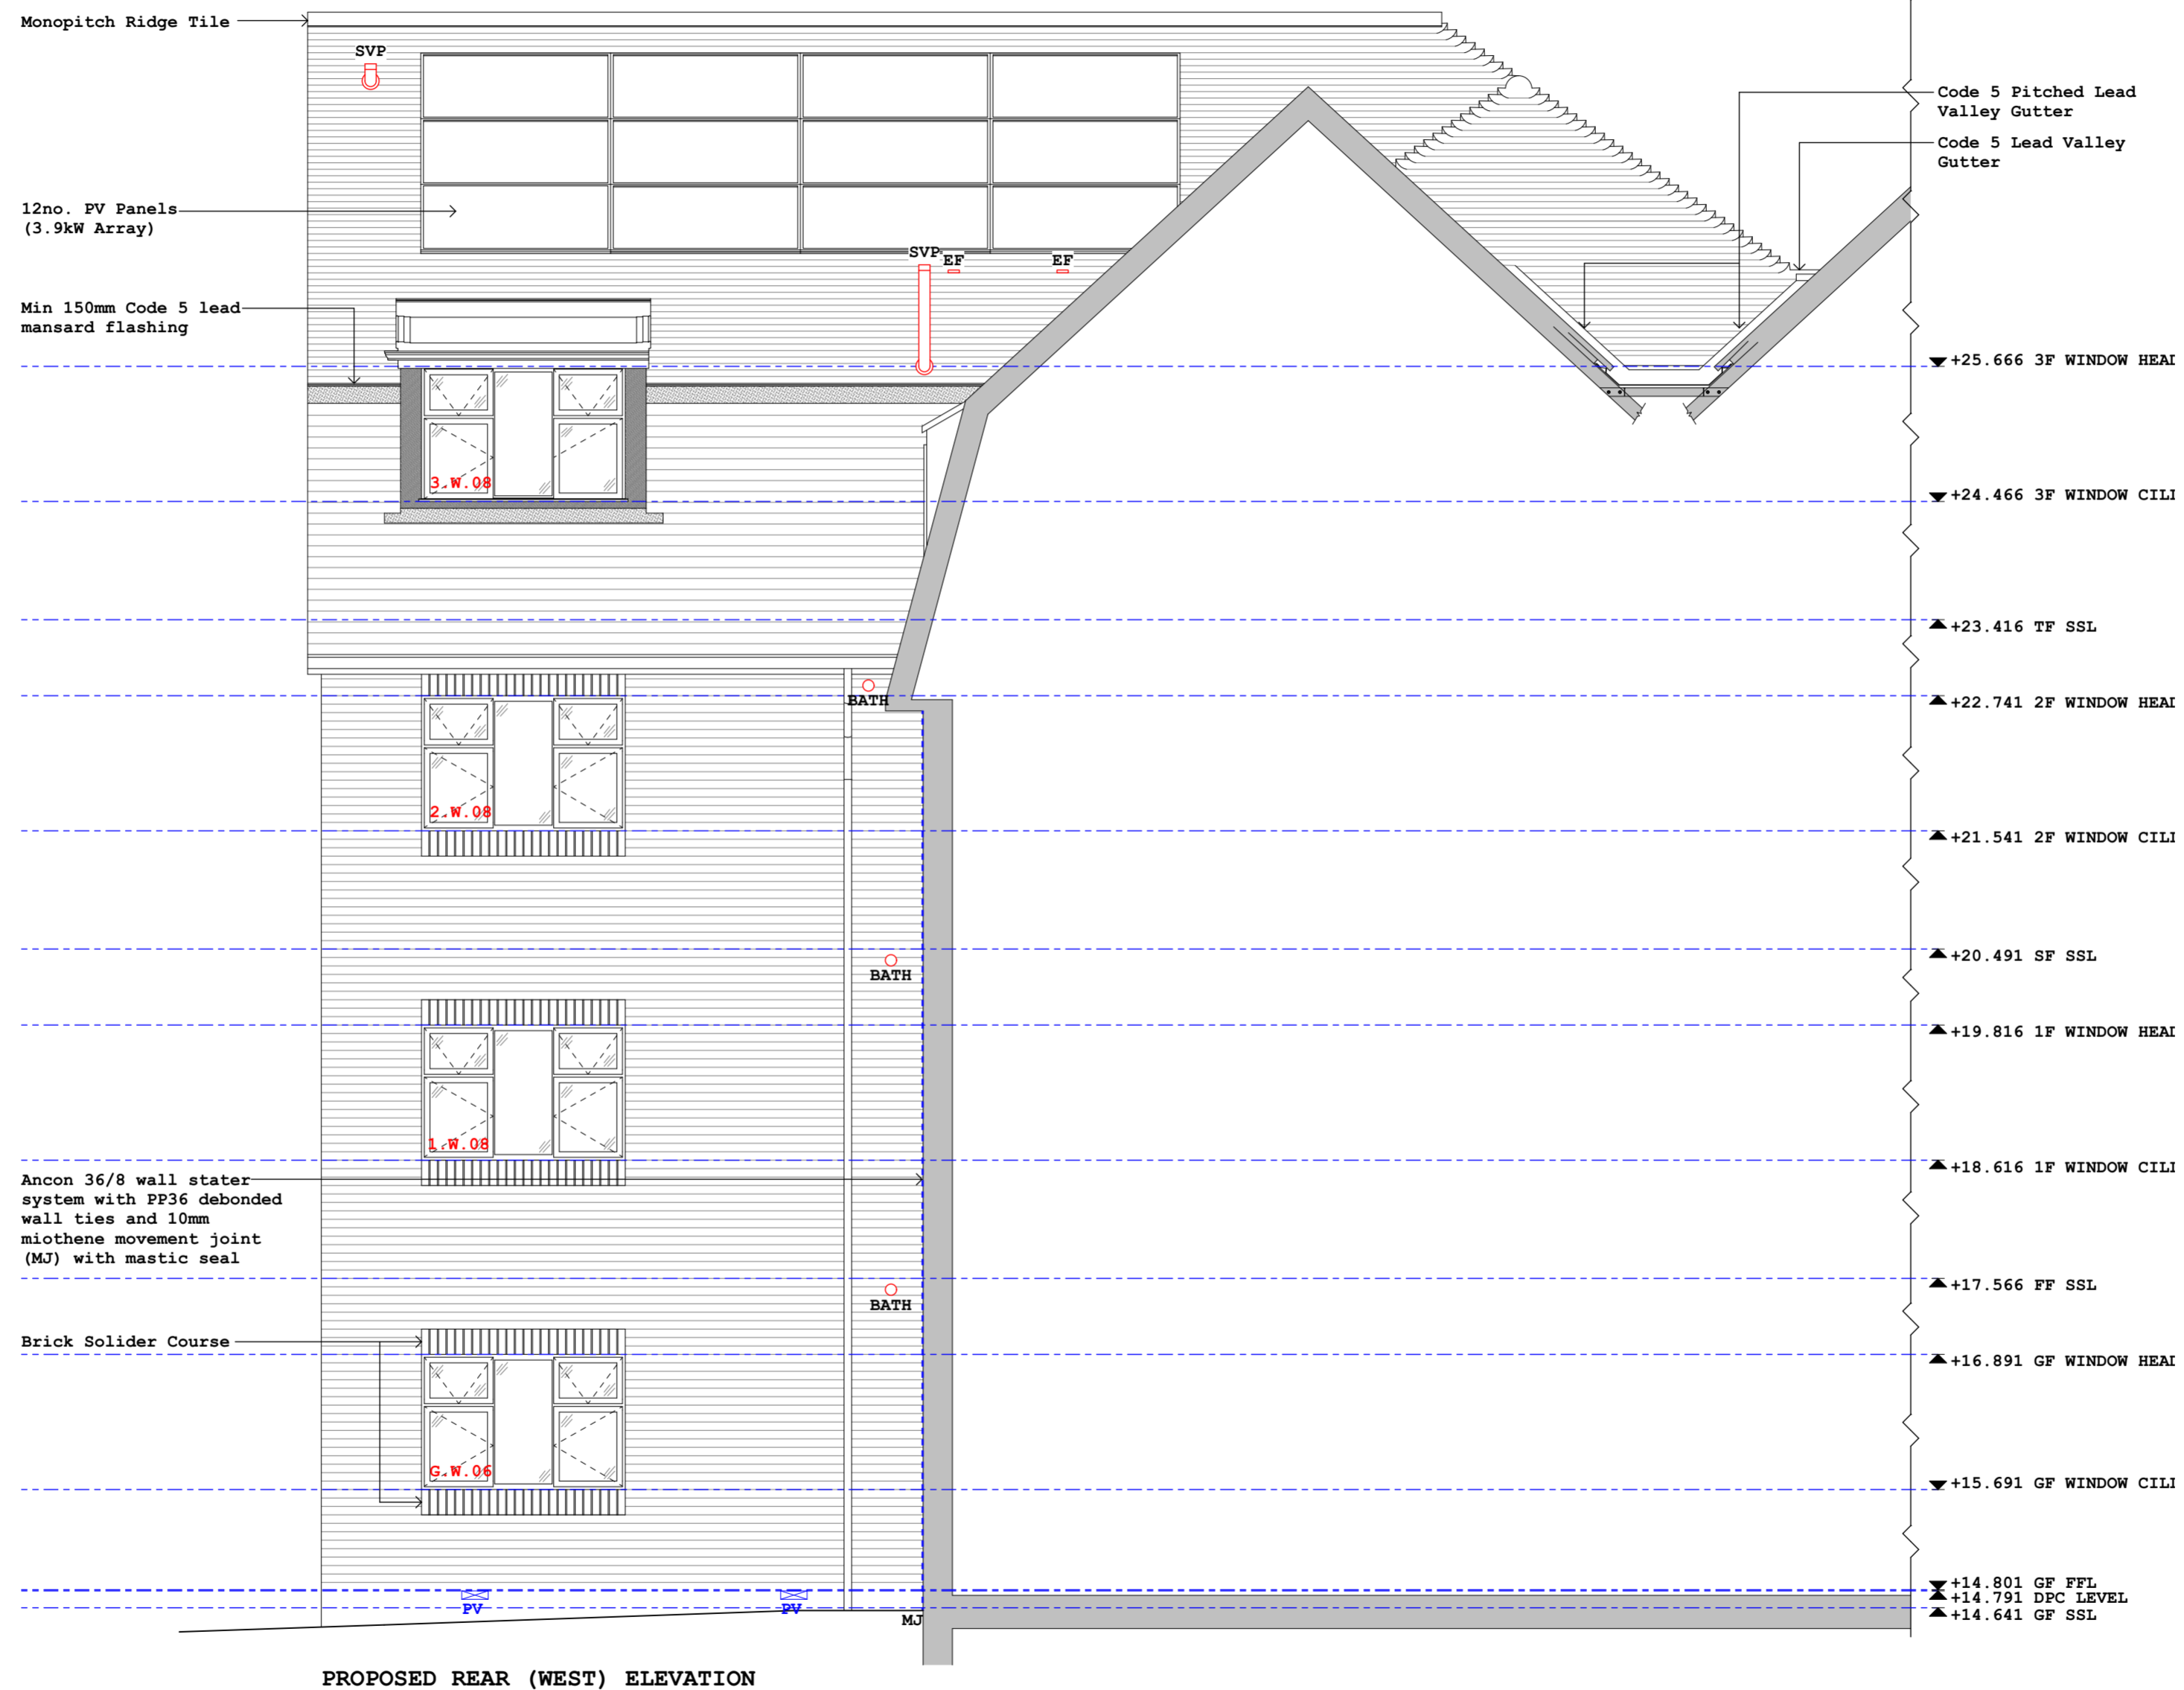 Monopitch Ridge Tile
SVP
Code 5 Pitched Lead
Valley Gutter
Code 5 Lead Valley
Gutter
12no. PV Panels
(3.9kW Array)
SVP
EF
EF
Min 150mm Code 5 lead
mansard flashing
+25.666 3F WINDOW HEAD
3.W.08
+24.466 3F WINDOW CILL
+23.416 TF SSL
BATH
+22.741 2F WINDOW HEAD
2.W.08
+21.541 2F WINDOW CILL
+20.491 SF SSL
BATH
+19.816 1F WINDOW HEAD
1.W.08
+18.616 1F WINDOW CILL
Ancon 36/8 wall stater
system with PP36 debonded
wall ties and 10mm
miothene movement joint
(MJ) with mastic seal
+17.566 FF SSL
BATH
Brick Solider Course
+16.891 GF WINDOW HEAD
G.W.06
+15.691 GF WINDOW CILL
+14.801 GF FFL
+14.791 DPC LEVEL
+14.641 GF SSL
PV
PV
MJ
PROPOSED REAR (WEST) ELEVATION